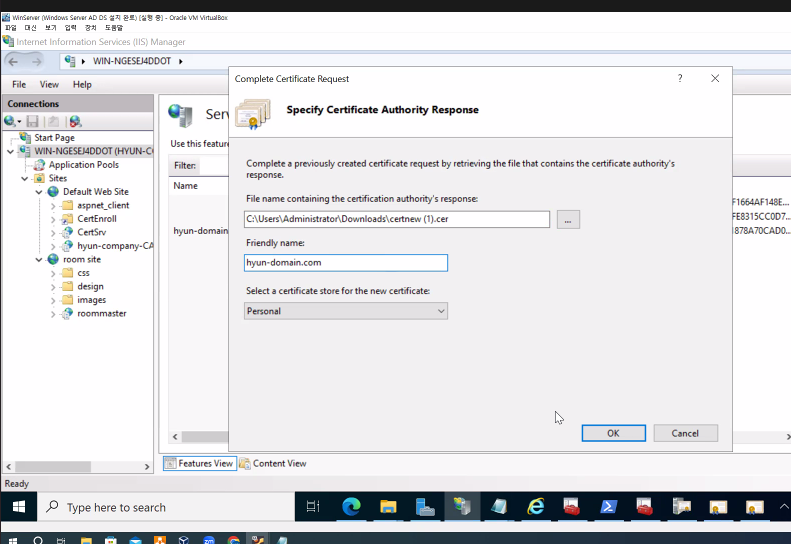 WinServer (Windows Server AD DS 설치 완료) [실행 중] - Oracle VM VirtualBox
파일 머신 보기 입력 장치 도움말
Internet Information Services (IIS) Manager
WIN-NGESEJ4DDOT
File View Help
Connections
Start Page
WIN-NGESEJ4DDOT (HYUN-CO
Application Pools
Sites
Default Web Site
aspnet_client
CertEnroll
CertSrv
hyun-company-CA
room site
css
design
images
roommaster
Serv
Use this feature
Filter:
Name
hyun-domain
F1664AF148E...
FE8315CC0D7...
1878A70CAD0...
Complete Certificate Request
?
Specify Certificate Authority Response
Complete a previously created certificate request by retrieving the file that contains the certificate authority's
response.
File name containing the certification authority's response:
C:\Users\Administrator\Downloads\certnew (1).cer
...
Friendly name:
hyun-domain.com
Select a certificate store for the new certificate:
Personal
OK Cancel
Features View Content View
Ready
Type here to search
zm